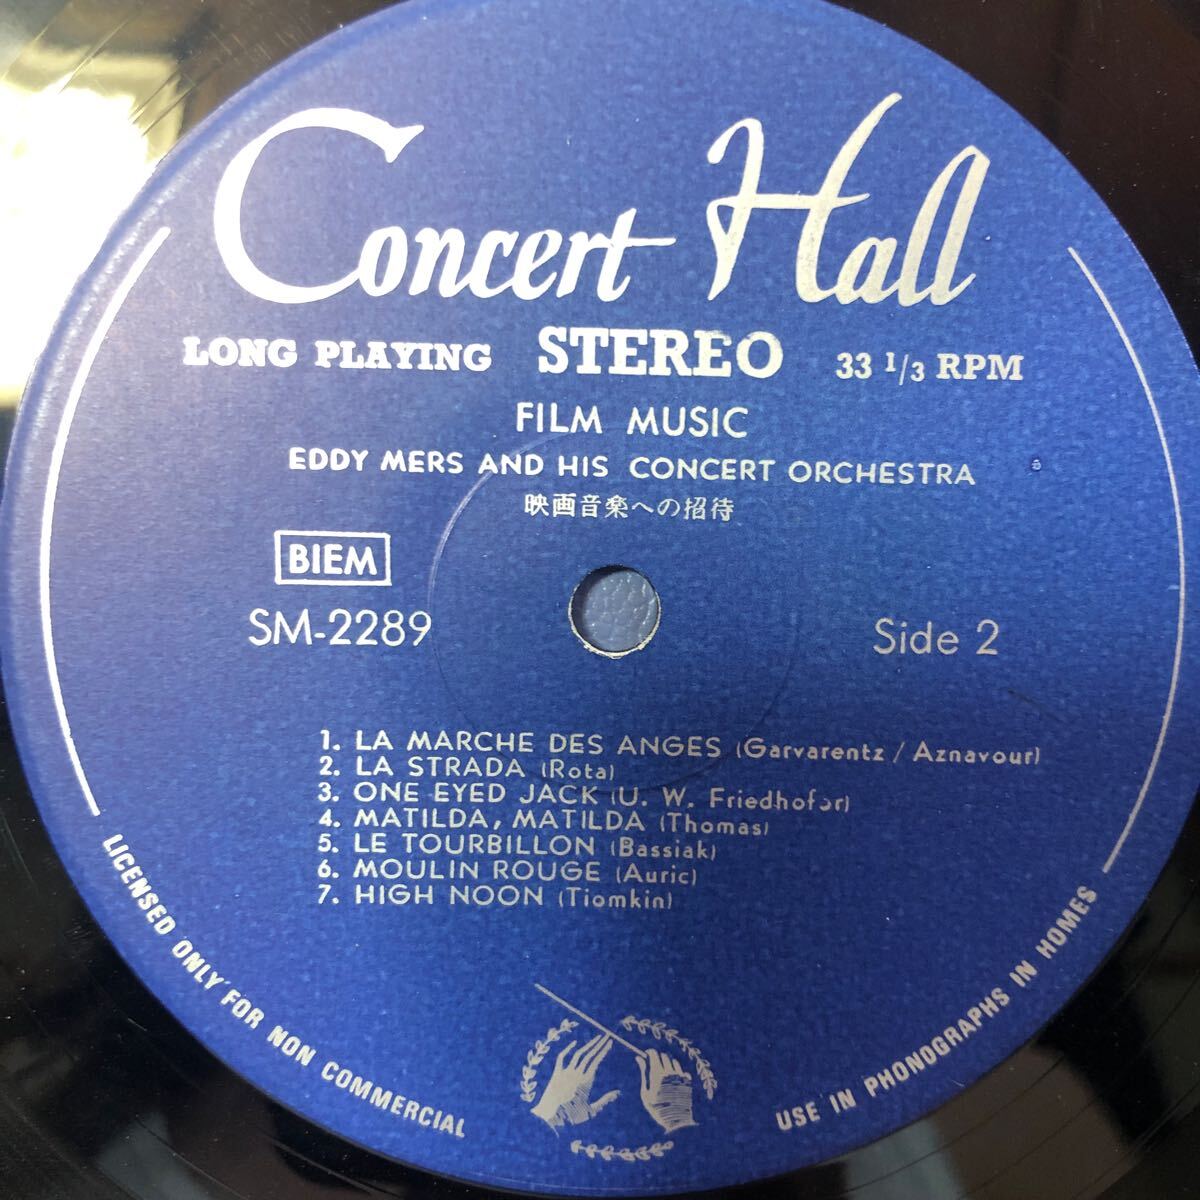 Concert Hall
LONG PLAYING STEREO 33 1/3 RPM
FILM MUSIC
EDDY MERS AND HIS CONCERT ORCHESTRA
映画音楽への招待
BIEM
SM-2289
Side 2
1. LA MARCHE DES ANGES (Garvarentz / Aznavour)
2. LA STRADA (Rota)
3. ONE EYED JACK (U. W. Friedhofer)
4. MATILDA, MATILDA (Thomas)
5. LE TOURBILLON (Bassiak)
6. MOULIN ROUGE (Auric)
7. HIGH NOON (Tiomkin)
LICENSED ONLY FOR NON COMMERCIAL
USE IN PHONOGRAPHS IN HOMES